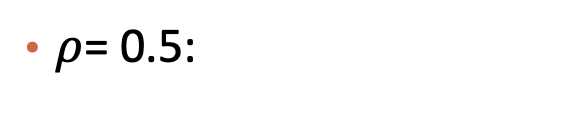 • 𝜌= 0.5: